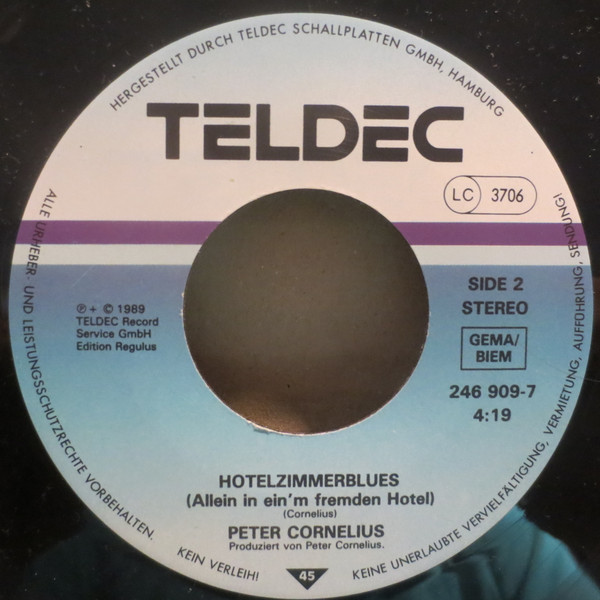 HERGESTELLT DURCH TELDEC SCHALLPLATTEN GMBH, HAMBURG
TELDEC
LC 3706
SIDE 2
STEREO
GEMA/
BIEM
246 909-7
4:19
℗ + © 1989
TELDEC Record
Service GmbH
Edition Regulus
HOTELZIMMERBLUES
(Allein in ein'm fremden Hotel)
(Cornelius)
PETER CORNELIUS
Produziert von Peter Cornelius.
45
ALLE URHEBER- UND LEISTUNGSSCHUTZRECHTE VORBEHALTEN.
KEIN VERLEIH!
KEINE UNERLAUBTE VERVIELFÄLTIGUNG, VERMIETUNG, AUFFÜHRUNG, SENDUNG!